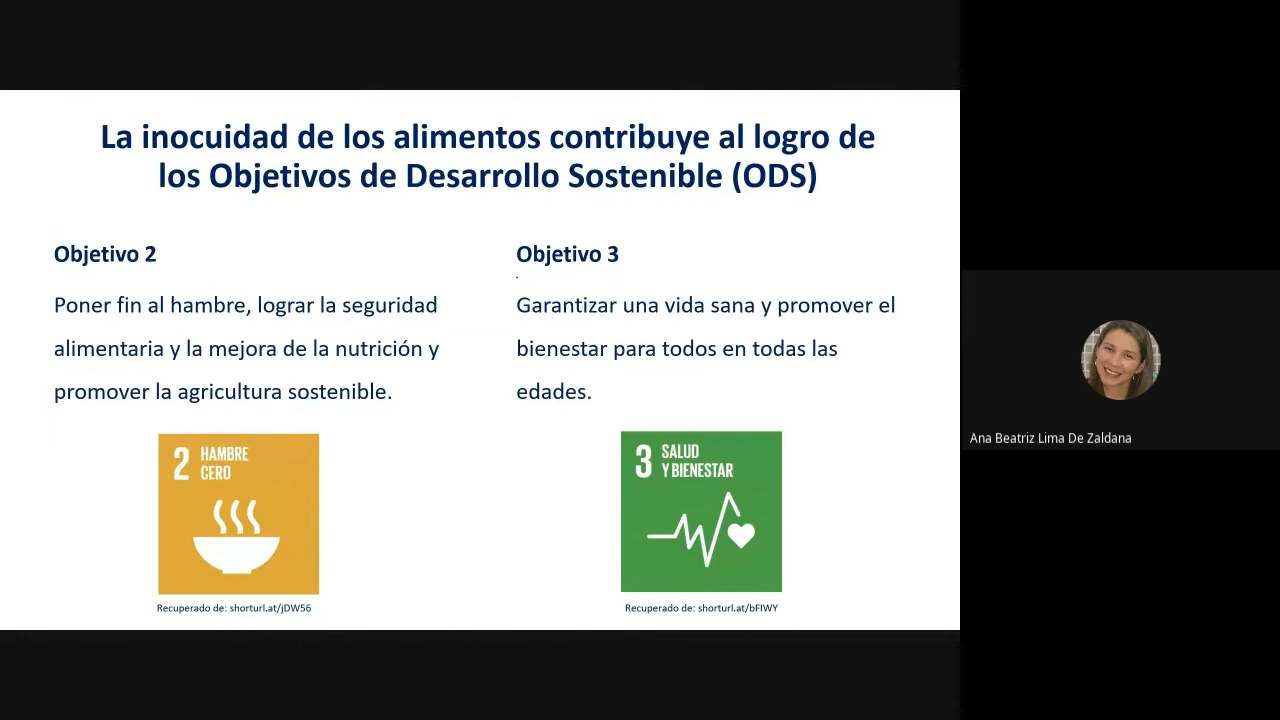 La inocuidad de los alimentos contribuye al logro de
los Objetivos de Desarrollo Sostenible (ODS)
Objetivo 2
Poner fin al hambre, lograr la seguridad
alimentaria y la mejora de la nutrición y
promover la agricultura sostenible.
2 HAMBRE
CERO
Recuperado de: shorturl.at/jDW56
Objetivo 3
Garantizar una vida sana y promover el
bienestar para todos en todas las
edades.
3 SALUD
Y BIENESTAR
Recuperado de: shorturl.at/bFIWY
Ana Beatriz Lima De Zaldana